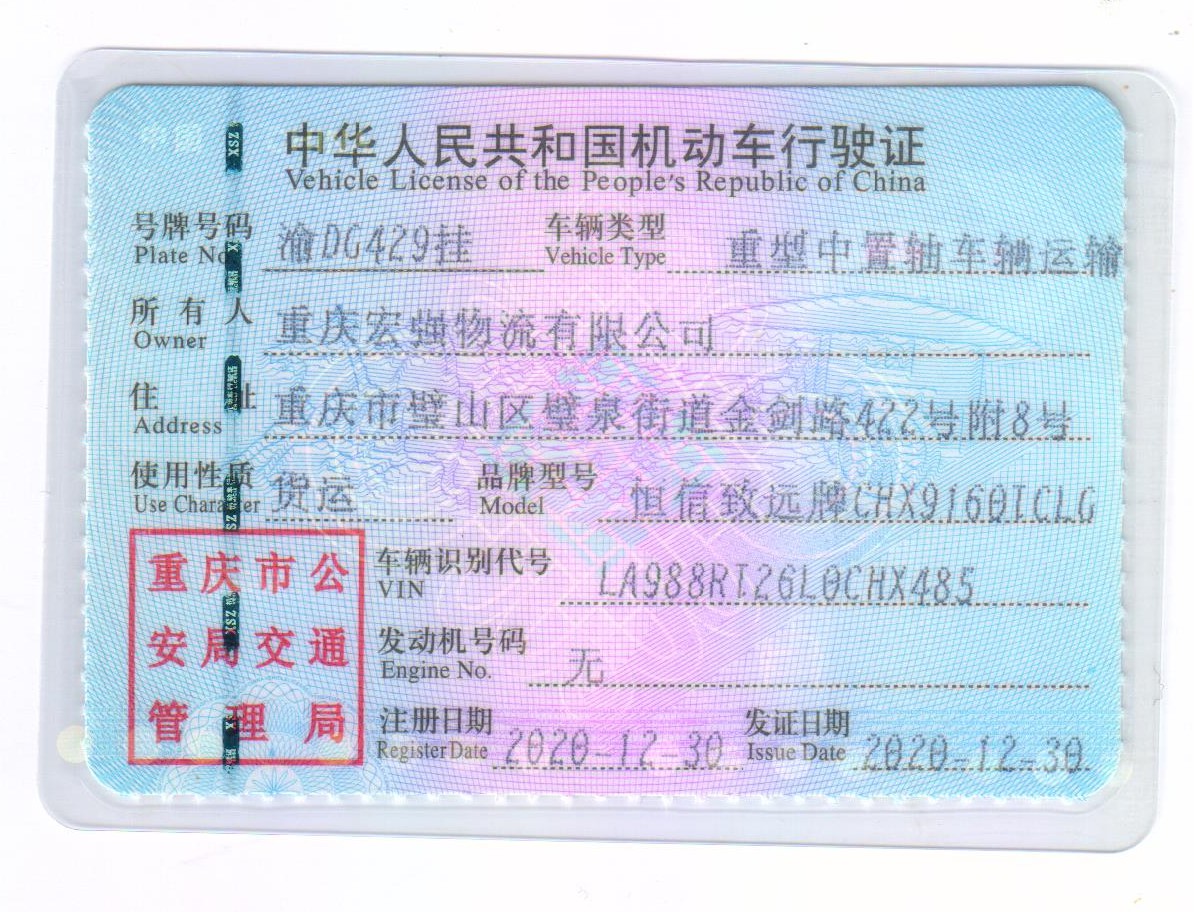 中华人民共和国机动车行驶证
Vehicle License of the People's Republic of China
号牌号码 渝DG429挂 车辆类型 重型中置轴车辆运输
Plate No. Vehicle Type
所有人 重庆宏强物流有限公司
Owner
住址 重庆市璧山区璧泉街道金剑路422号附8号
Address
使用性质 货运 品牌型号 恒信致远牌CHX9160TCLG
Use Character Model
车辆识别代号 LA988RT26L0CHX485
VIN
发动机号码 无
Engine No.
注册日期 2020-12-30 发证日期 2020-12-30
Register Date Issue Date
重庆市公
安局交通
管理局
XSZ